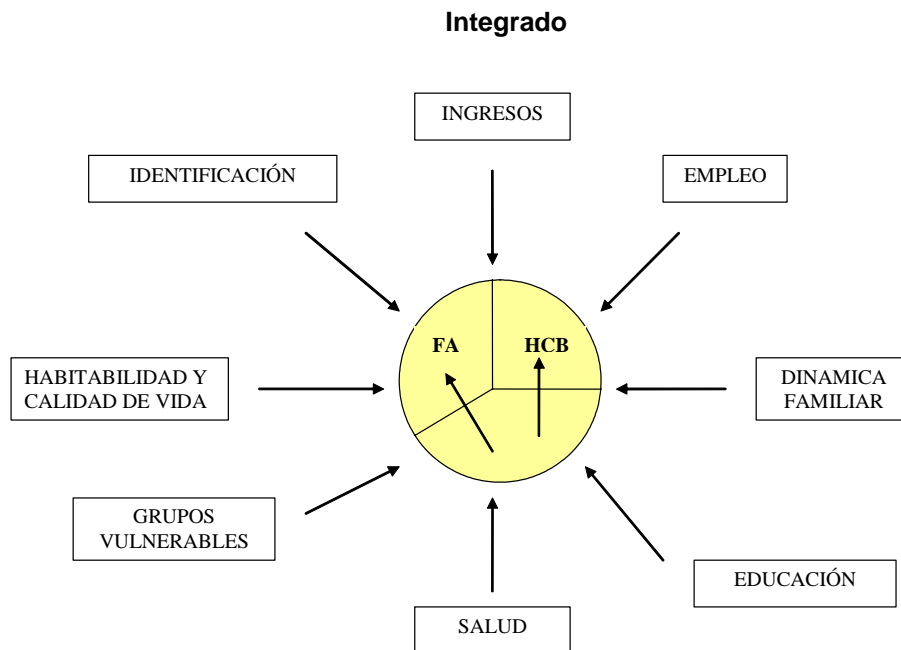 Integrado
INGRESOS
IDENTIFICACIÓN
EMPLEO
FA
HCB
HABITABILIDAD Y
CALIDAD DE VIDA
DINAMICA
FAMILIAR
GRUPOS
VULNERABLES
EDUCACIÓN
SALUD